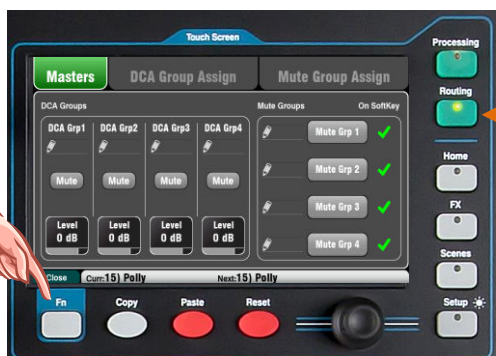 Touch Screen
Processing
Masters DCA Group Assign Mute Group Assign
Routing
DCA Groups Mute Groups On SoftKey
DCA Grp1 DCA Grp2 DCA Grp3 DCA Grp4
Mute Grp 1
Home
Mute Mute Mute Mute
Mute Grp 2
FX
Mute Grp 3
Level Level Level Level
0 dB 0 dB 0 dB 0 dB
Mute Grp 4
Scenes
Close Curr:15) Polly Next:15) Polly
Fn Copy Paste Reset Setup